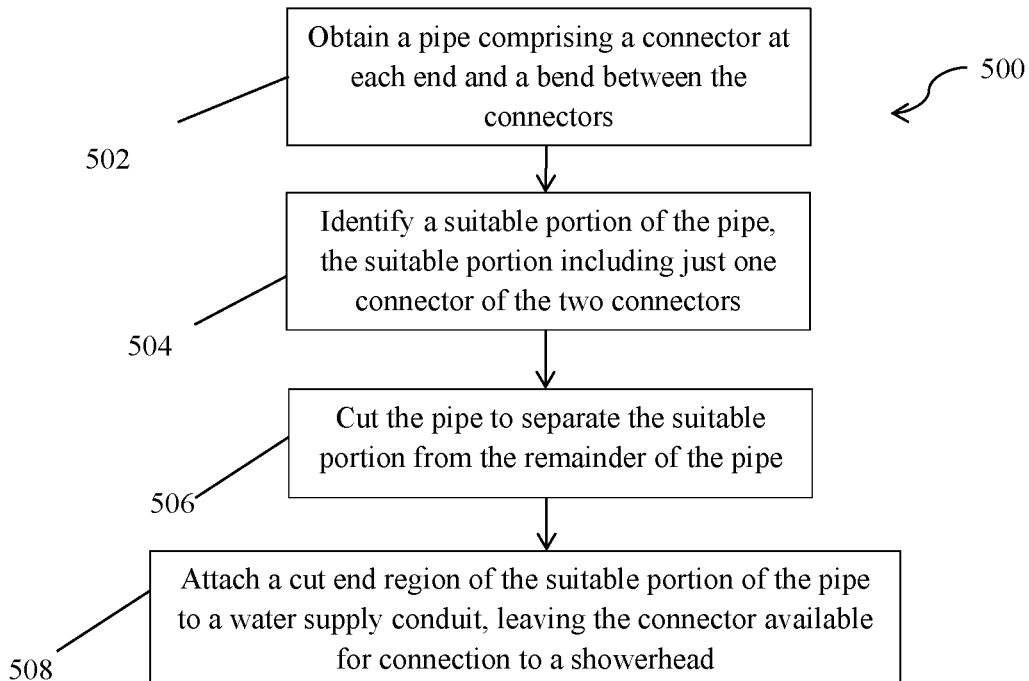 Obtain a pipe comprising a connector at
each end and a bend between the
connectors
500
502
Identify a suitable portion of the pipe,
the suitable portion including just one
connector of the two connectors
504
Cut the pipe to separate the suitable
portion from the remainder of the pipe
506
Attach a cut end region of the suitable portion of the pipe
to a water supply conduit, leaving the connector available
for connection to a showerhead
508